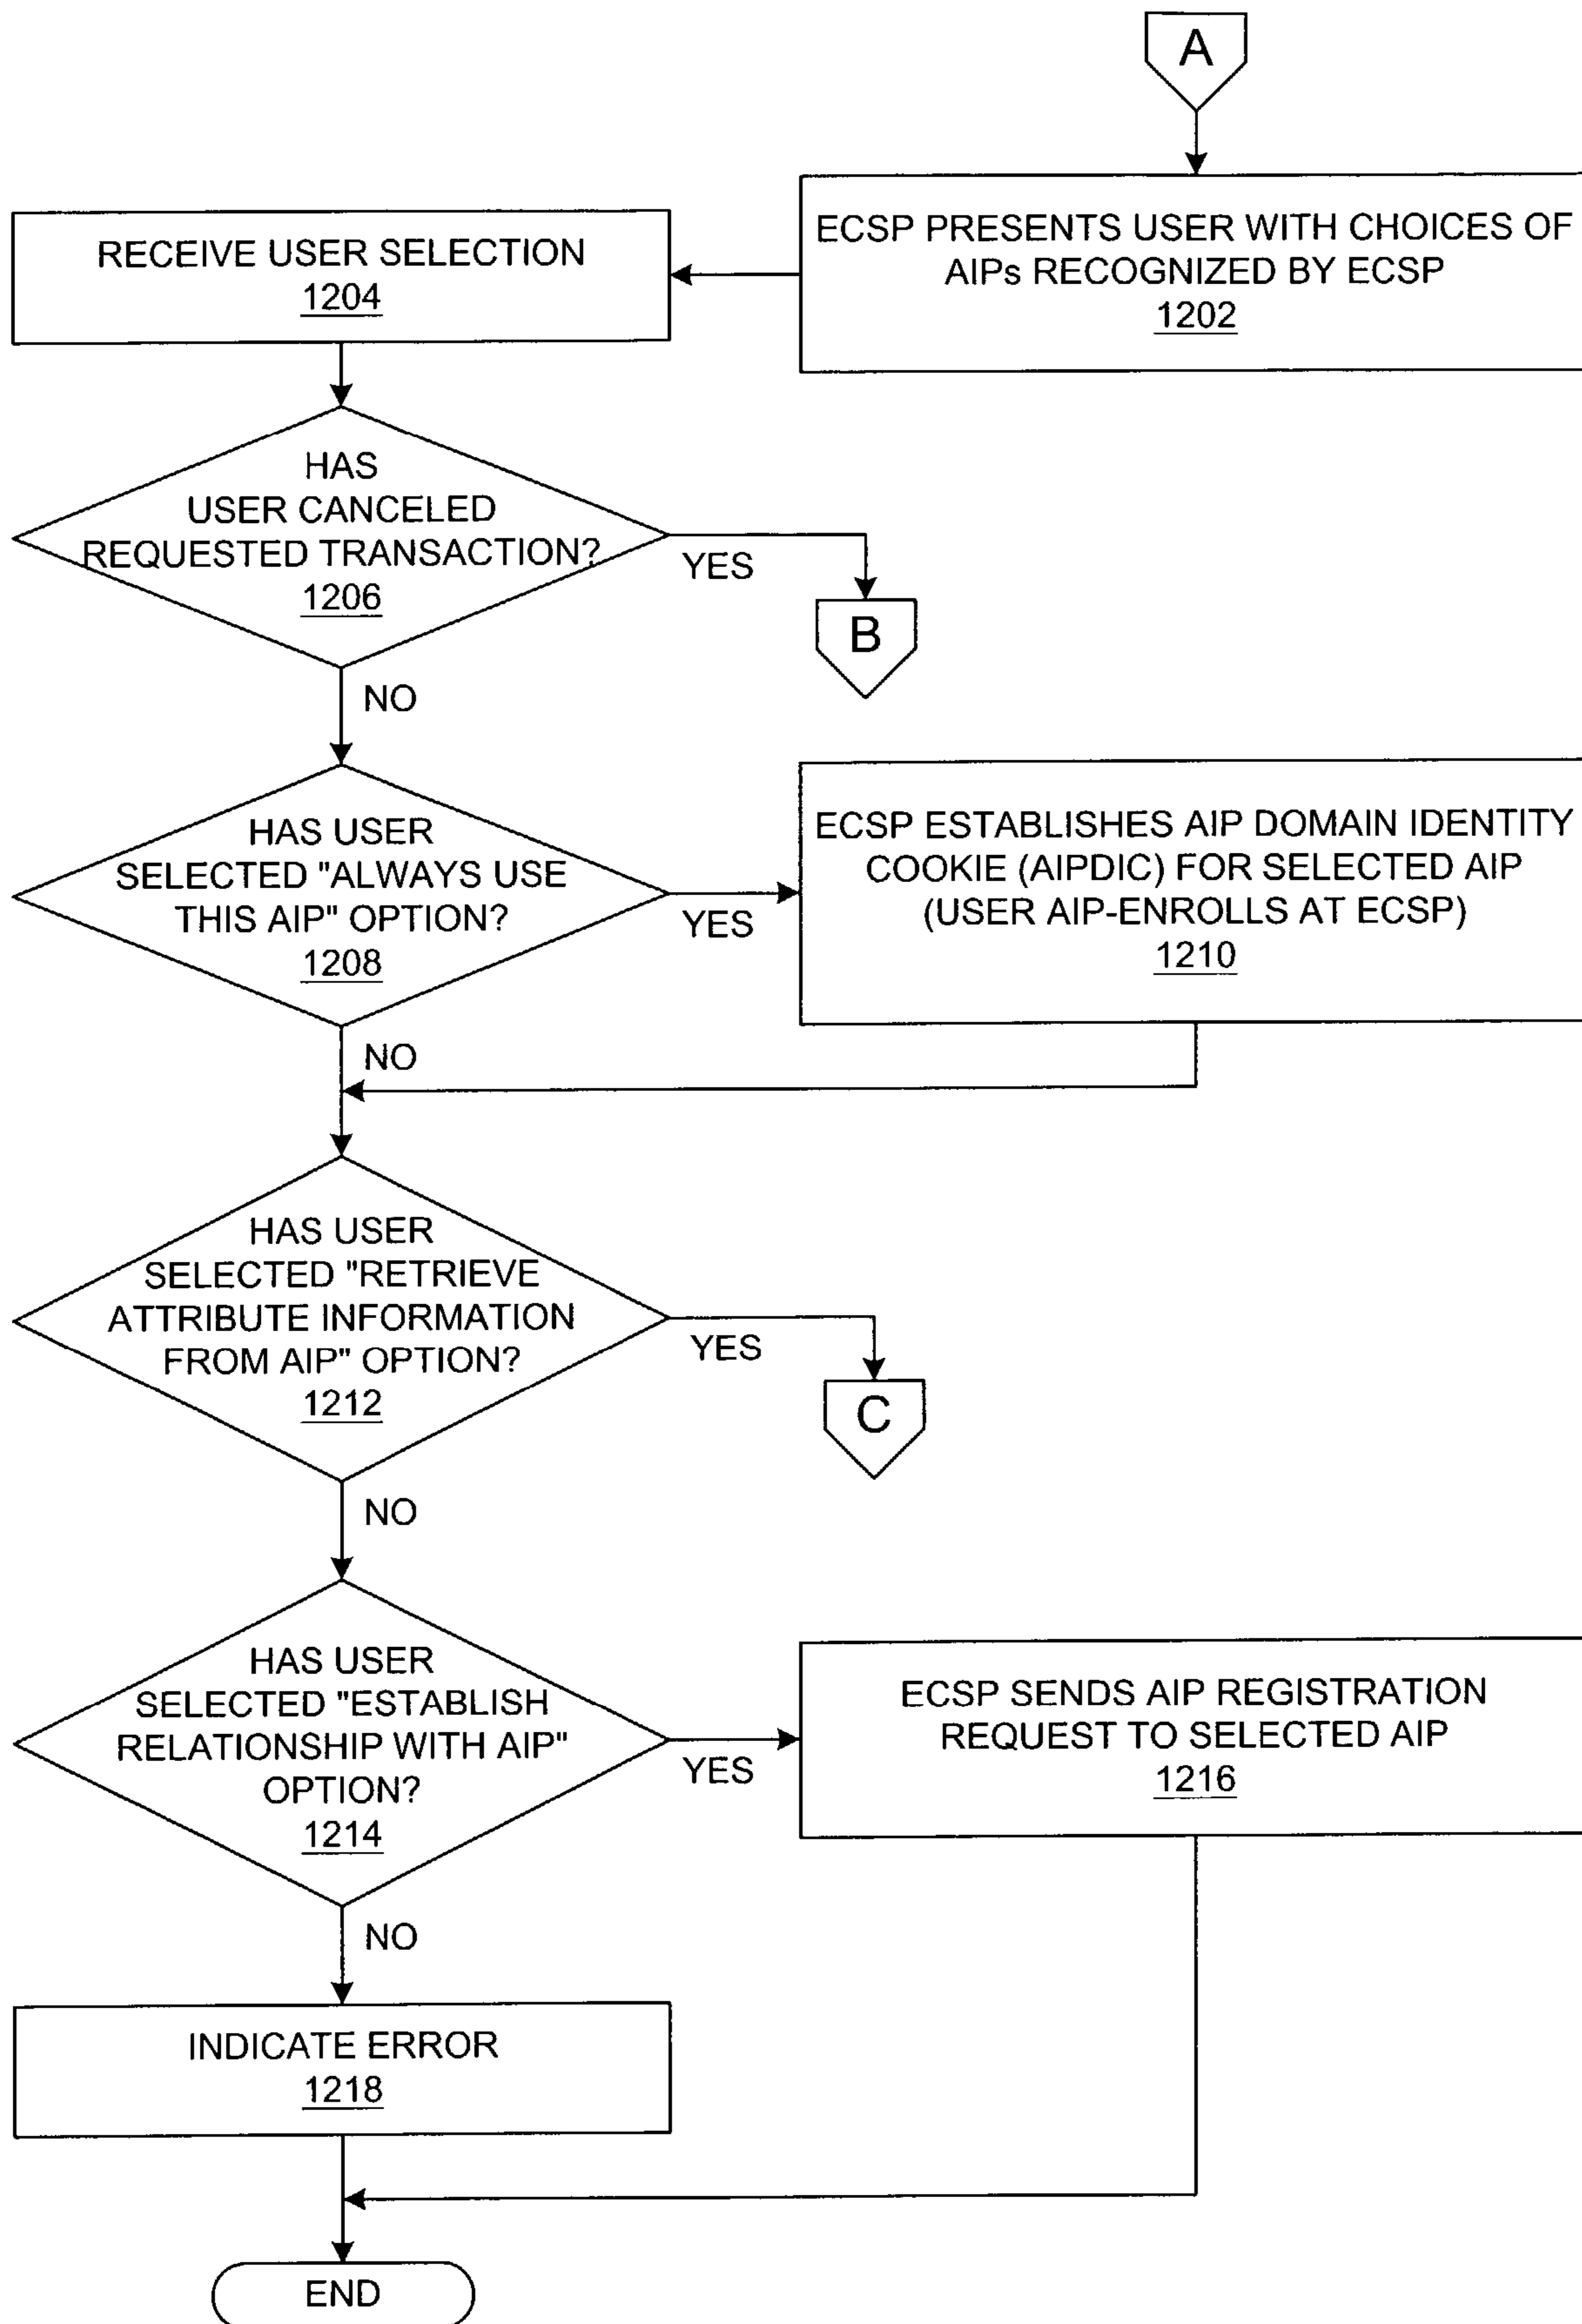 A
ECSP PRESENTS USER WITH CHOICES OF
AIPs RECOGNIZED BY ECSP
1202
RECEIVE USER SELECTION
1204
HAS
USER CANCELED
REQUESTED TRANSACTION?
1206
YES
B
NO
HAS USER
SELECTED "ALWAYS USE
THIS AIP" OPTION?
1208
YES
ECSP ESTABLISHES AIP DOMAIN IDENTITY
COOKIE (AIPDIC) FOR SELECTED AIP
(USER AIP-ENROLLS AT ECSP)
1210
NO
HAS USER
SELECTED "RETRIEVE
ATTRIBUTE INFORMATION
FROM AIP" OPTION?
1212
YES
C
NO
HAS USER
SELECTED "ESTABLISH
RELATIONSHIP WITH AIP"
OPTION?
1214
YES
ECSP SENDS AIP REGISTRATION
REQUEST TO SELECTED AIP
1216
NO
INDICATE ERROR
1218
END